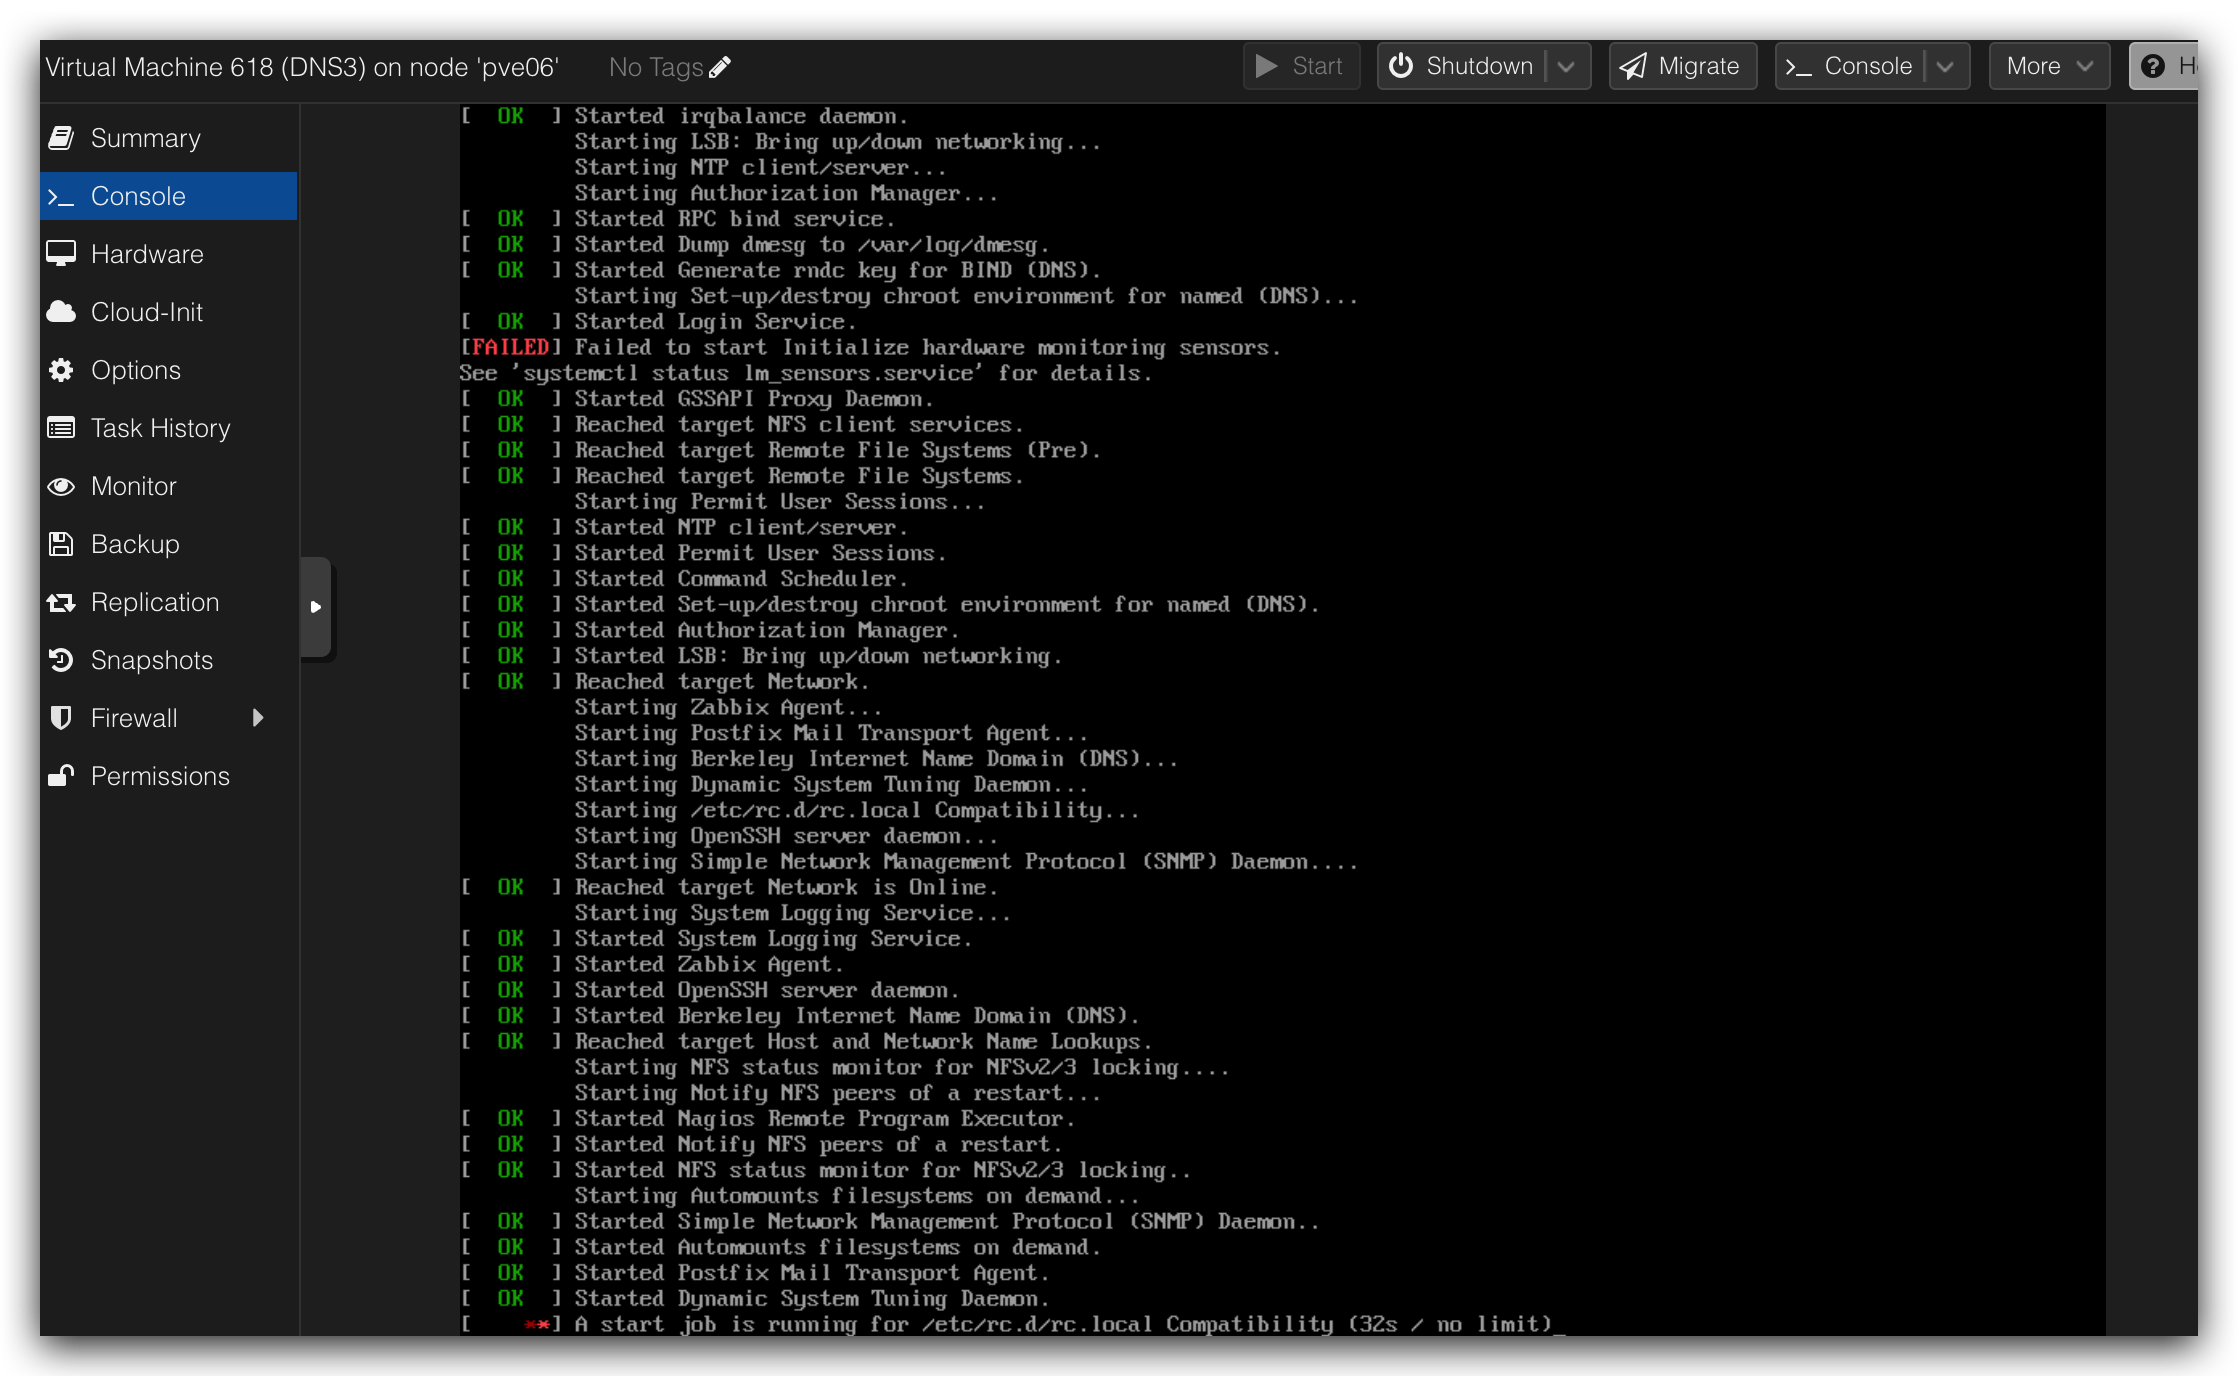 Virtual Machine 618 (DNS3) on node 'pve06' No Tags Start Shutdown Migrate >_ Console More
Summary
>_ Console
Hardware
Cloud-Init
Options
Task History
Monitor
Backup
Replication
Snapshots
Firewall
Permissions
[  OK  ] Started irqbalance daemon.
Starting LSB: Bring up/down networking...
Starting NTP client/server...
Starting Authorization Manager...
[  OK  ] Started RPC bind service.
[  OK  ] Started Dump dmesg to /var/log/dmesg.
[  OK  ] Started Generate rndc key for BIND (DNS).
Starting Set-up/destroy chroot environment for named (DNS)...
[  OK  ] Started Login Service.
[FAILED] Failed to start Initialize hardware monitoring sensors.
See 'systemctl status lm_sensors.service' for details.
[  OK  ] Started GSSAPI Proxy Daemon.
[  OK  ] Reached target NFS client services.
[  OK  ] Reached target Remote File Systems (Pre).
[  OK  ] Reached target Remote File Systems.
Starting Permit User Sessions...
[  OK  ] Started NTP client/server.
[  OK  ] Started Permit User Sessions.
[  OK  ] Started Command Scheduler.
[  OK  ] Started Set-up/destroy chroot environment for named (DNS).
[  OK  ] Started Authorization Manager.
[  OK  ] Started LSB: Bring up/down networking.
[  OK  ] Reached target Network.
Starting Zabbix Agent...
Starting Postfix Mail Transport Agent...
Starting Berkeley Internet Name Domain (DNS)...
Starting Dynamic System Tuning Daemon...
Starting /etc/rc.d/rc.local Compatibility...
Starting OpenSSH server daemon...
Starting Simple Network Management Protocol (SNMP) Daemon....
[  OK  ] Reached target Network is Online.
Starting System Logging Service...
[  OK  ] Started System Logging Service.
[  OK  ] Started Zabbix Agent.
[  OK  ] Started OpenSSH server daemon.
[  OK  ] Started Berkeley Internet Name Domain (DNS).
[  OK  ] Reached target Host and Network Name Lookups.
Starting NFS status monitor for NFSv2/3 locking....
Starting Notify NFS peers of a restart...
[  OK  ] Started Nagios Remote Program Executor.
[  OK  ] Started Notify NFS peers of a restart.
[  OK  ] Started NFS status monitor for NFSv2/3 locking..
Starting Automounts filesystems on demand...
[  OK  ] Started Simple Network Management Protocol (SNMP) Daemon..
[  OK  ] Started Automounts filesystems on demand.
[  OK  ] Started Postfix Mail Transport Agent.
[  OK  ] Started Dynamic System Tuning Daemon.
[    **] A start job is running for /etc/rc.d/rc.local Compatibility (32s / no limit)_